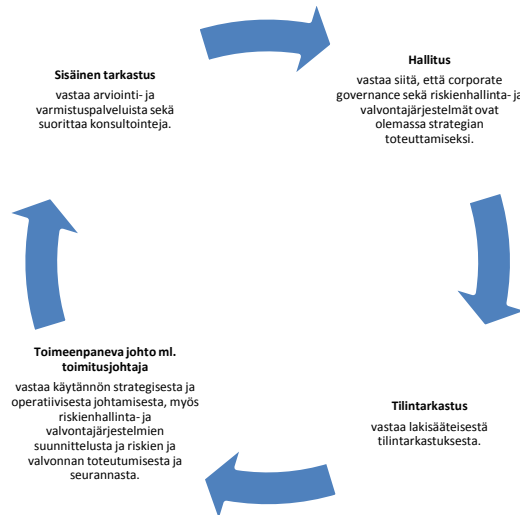 Sisäinen tarkastus
vastaa arviointi- ja
varmistuspalveluista sekä
suorittaa konsultointeja.
Hallitus
vastaa siitä, että corporate
governance sekä riskienhallinta- ja
valvontajärjestelmät ovat
olemassa strategian
toteuttamiseksi.
Toimeenpaneva johto ml.
toimitusjohtaja
vastaa käytännön strategisesta ja
operatiivisesta johtamisesta, myös
riskienhallinta- ja
valvontajärjestelmien
suunnittelusta ja riskien ja
valvonnan toteutumisesta ja
seurannasta.
Tilintarkastus
vastaa lakisääteisestä
tilintarkastuksesta.